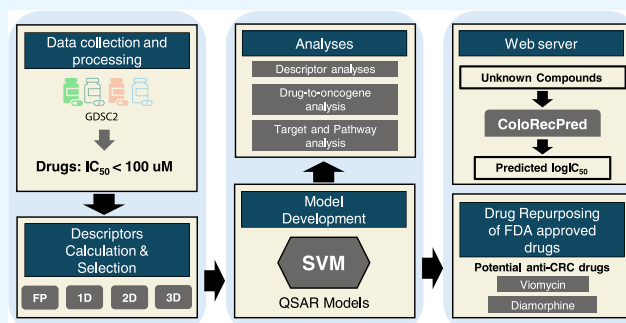 Data collection and
processing
GDSC2
Drugs: IC50 < 100 uM
Descriptors
Calculation &
Selection
FP
1D
2D
3D
Analyses
Descriptor analyses
Drug-to-oncogene
analysis
Target and Pathway
analysis
Model
Development
SVM
QSAR Models
Web server
Unknown Compounds
ColoRecPred
Predicted logIC50
Drug Repurposing
of FDA approved
drugs
Potential anti-CRC drugs
Viomycin
Diamorphine